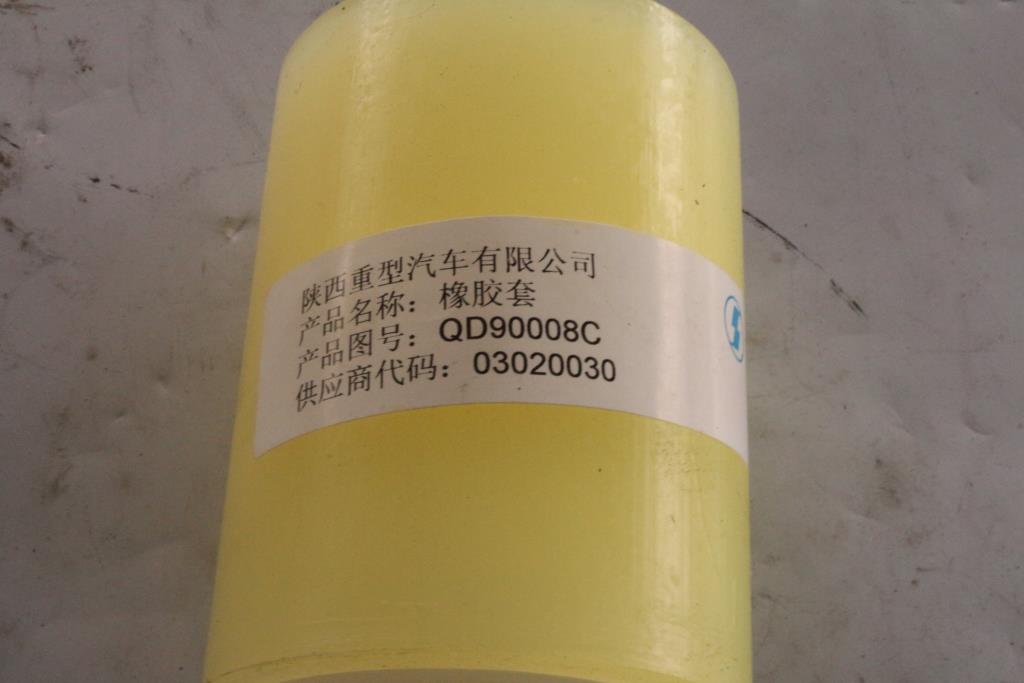 陕西重型汽车有限公司
产品名称：橡胶套
产品图号：QD90008C
供应商代码：03020030